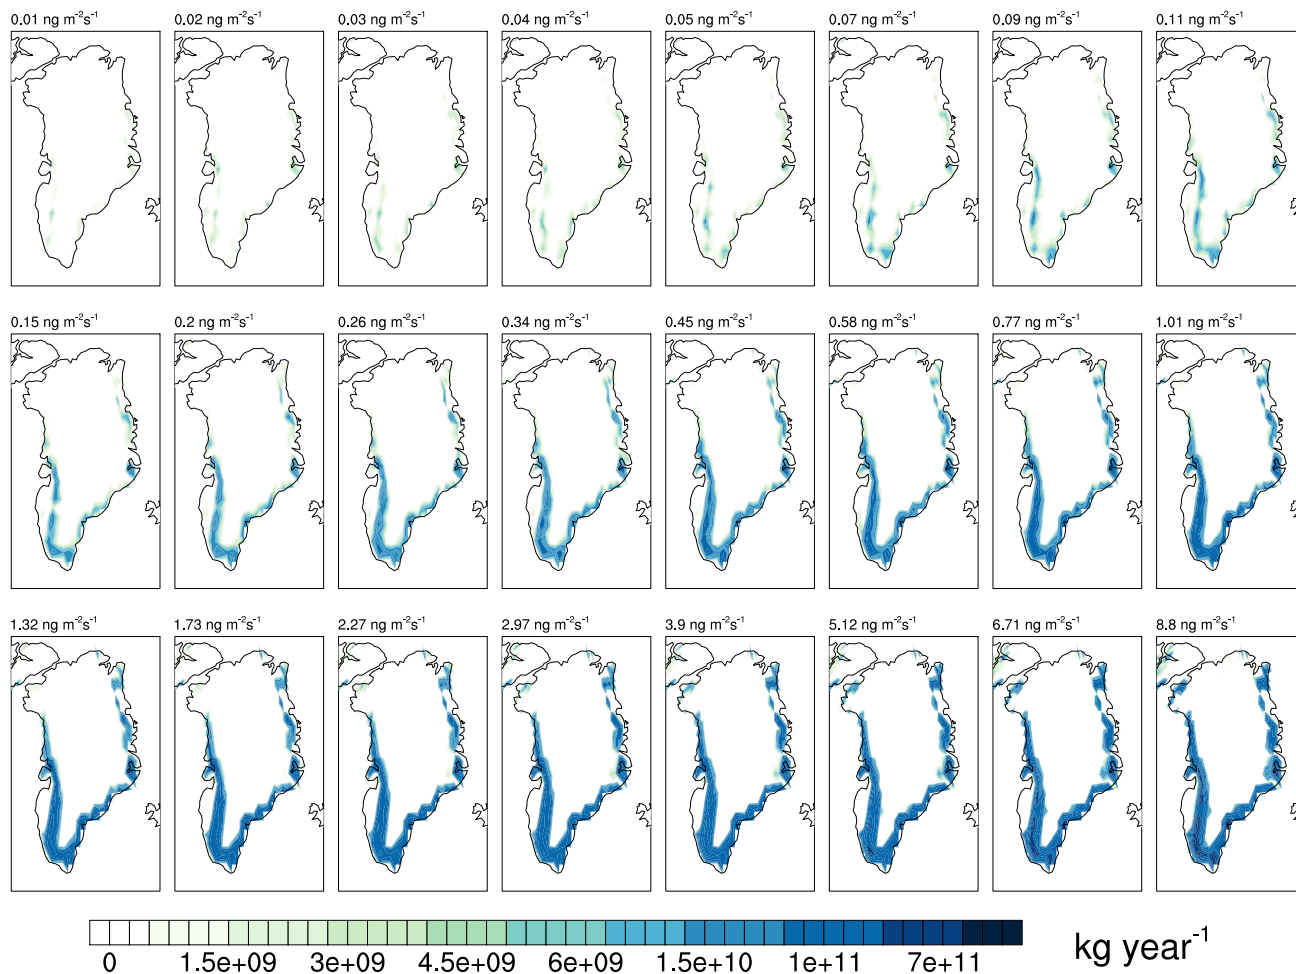 0.01 ng m⁻²s⁻¹ 0.02 ng m⁻²s⁻¹ 0.03 ng m⁻²s⁻¹ 0.04 ng m⁻²s⁻¹ 0.05 ng m⁻²s⁻¹ 0.07 ng m⁻²s⁻¹ 0.09 ng m⁻²s⁻¹ 0.11 ng m⁻²s⁻¹
0.15 ng m⁻²s⁻¹ 0.2 ng m⁻²s⁻¹ 0.26 ng m⁻²s⁻¹ 0.34 ng m⁻²s⁻¹ 0.45 ng m⁻²s⁻¹ 0.58 ng m⁻²s⁻¹ 0.77 ng m⁻²s⁻¹ 1.01 ng m⁻²s⁻¹
1.32 ng m⁻²s⁻¹ 1.73 ng m⁻²s⁻¹ 2.27 ng m⁻²s⁻¹ 2.97 ng m⁻²s⁻¹ 3.9 ng m⁻²s⁻¹ 5.12 ng m⁻²s⁻¹ 6.71 ng m⁻²s⁻¹ 8.8 ng m⁻²s⁻¹
0 1.5e+09 3e+09 4.5e+09 6e+09 1.5e+10 1e+11 7e+11 kg year⁻¹